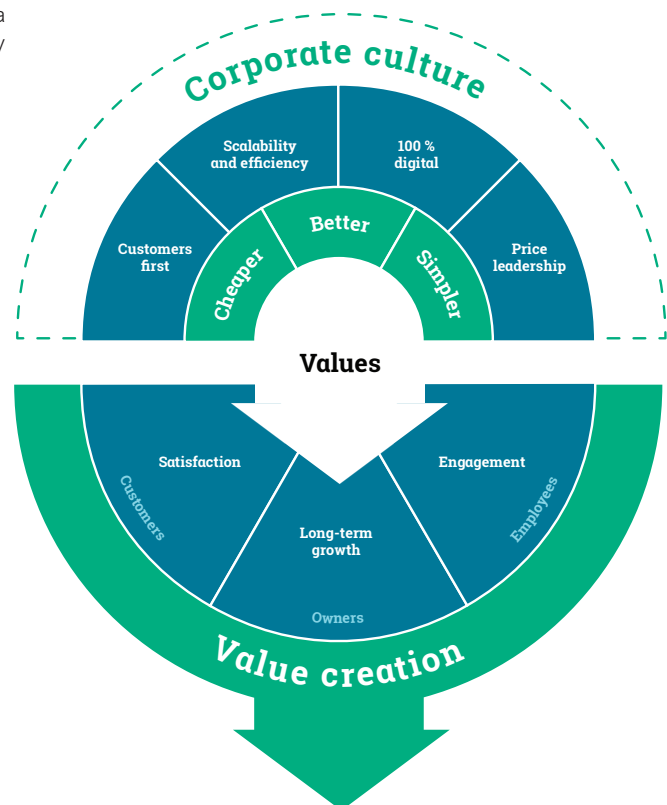 a
y
Corporate culture
Scalability
and efficiency
100 %
digital
Customers
first
Price
leadership
Cheaper
Better
Simpler
Values
Satisfaction
Engagement
Customers
Employees
Long-term
growth
Owners
Value creation